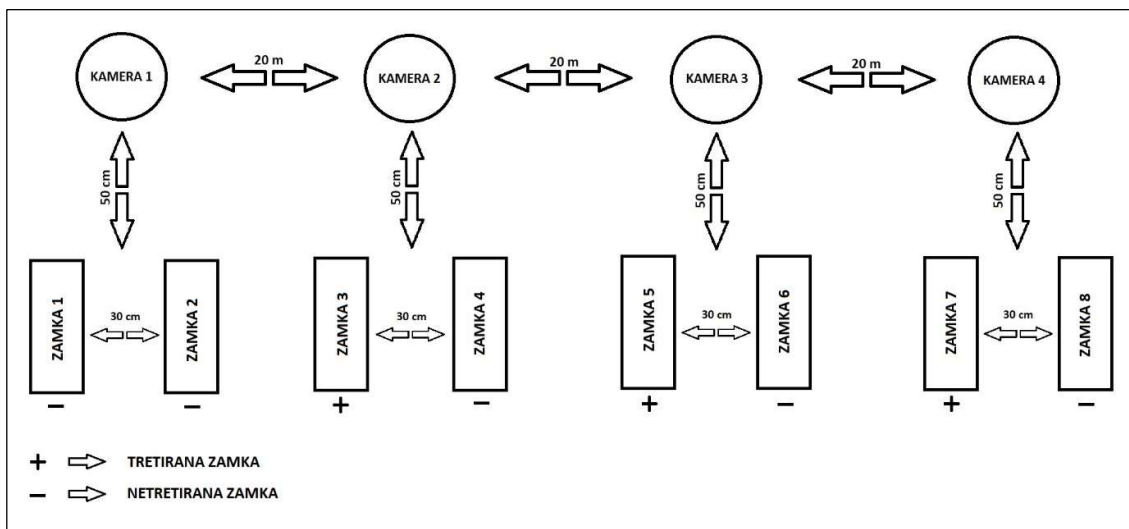 KAMERA 1
20 m
KAMERA 2
20 m
KAMERA 3
20 m
KAMERA 4
50 cm
50 cm
50 cm
50 cm
ZAMKA 1
30 cm
ZAMKA 2
ZAMKA 3
30 cm
ZAMKA 4
ZAMKA 5
30 cm
ZAMKA 6
ZAMKA 7
30 cm
ZAMKA 8
− − + − + − + −
+ TRETIRANA ZAMKA
− NETRETIRANA ZAMKA